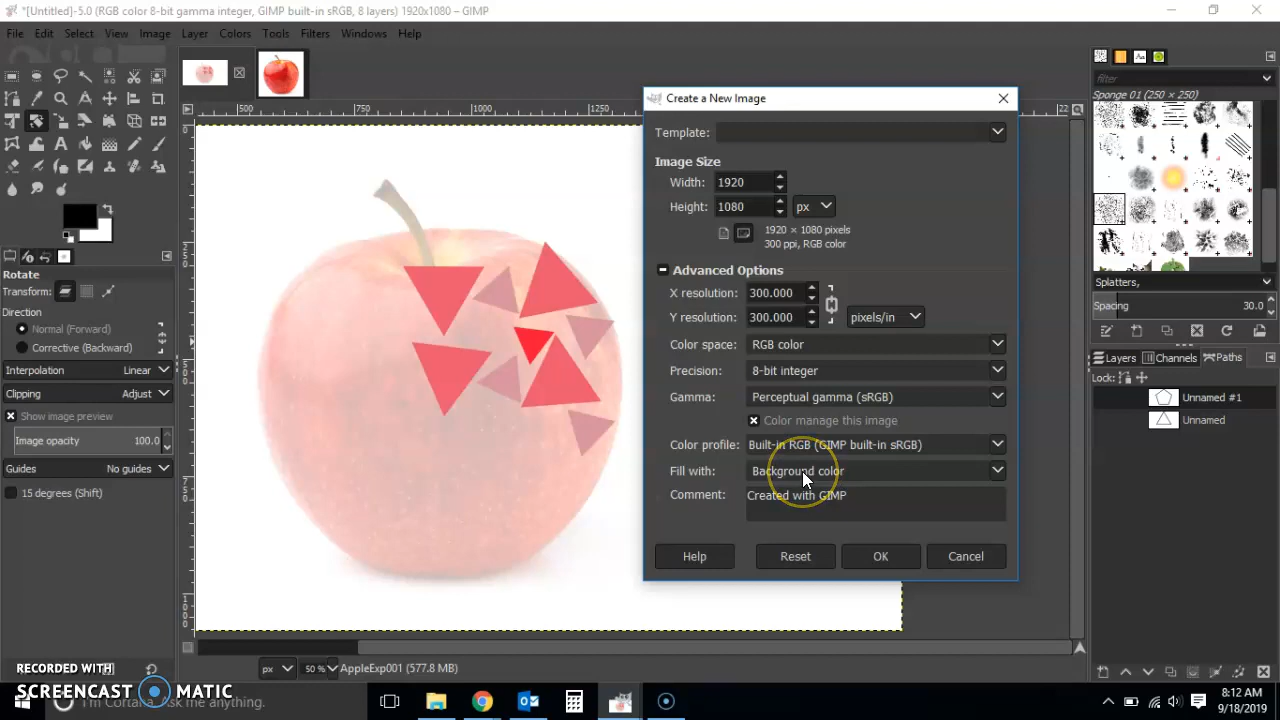 *[Untitled]-5.0 (RGB color 8-bit gamma integer, GIMP built-in sRGB, 8 layers) 1920x1080 – GIMP
File Edit Select View Image Layer Colors Tools Filters Windows Help
500 750 1000 1250
0
250
500
750
1000
22
Rotate
Transform:
Direction
Normal (Forward)
Corrective (Backward)
Interpolation Linear
Clipping Adjust
Show image preview
Image opacity 100.0
Guides No guides
15 degrees (Shift)
Create a New Image
Template:
Image Size
Width: 1920
Height: 1080 px
1920 × 1080 pixels
300 ppi, RGB color
Advanced Options
X resolution: 300.000
Y resolution: 300.000 pixels/in
Color space: RGB color
Precision: 8-bit integer
Gamma: Perceptual gamma (sRGB)
Color manage this image
Color profile: Built-in RGB (GIMP built-in sRGB)
Fill with: Background color
Comment: Created with GIMP
Help Reset OK Cancel
Aa
filter
Sponge 01 (250 × 250)
Splatters,
Spacing 30.0
Layers Channels Paths
Lock:
Unnamed #1
Unnamed
px 50 % AppleExp001 (577.8 MB)
RECORDED WITH
SCREENCAST MATIC
I'm Cortana. Ask me anything.
8:12 AM
9/18/2019